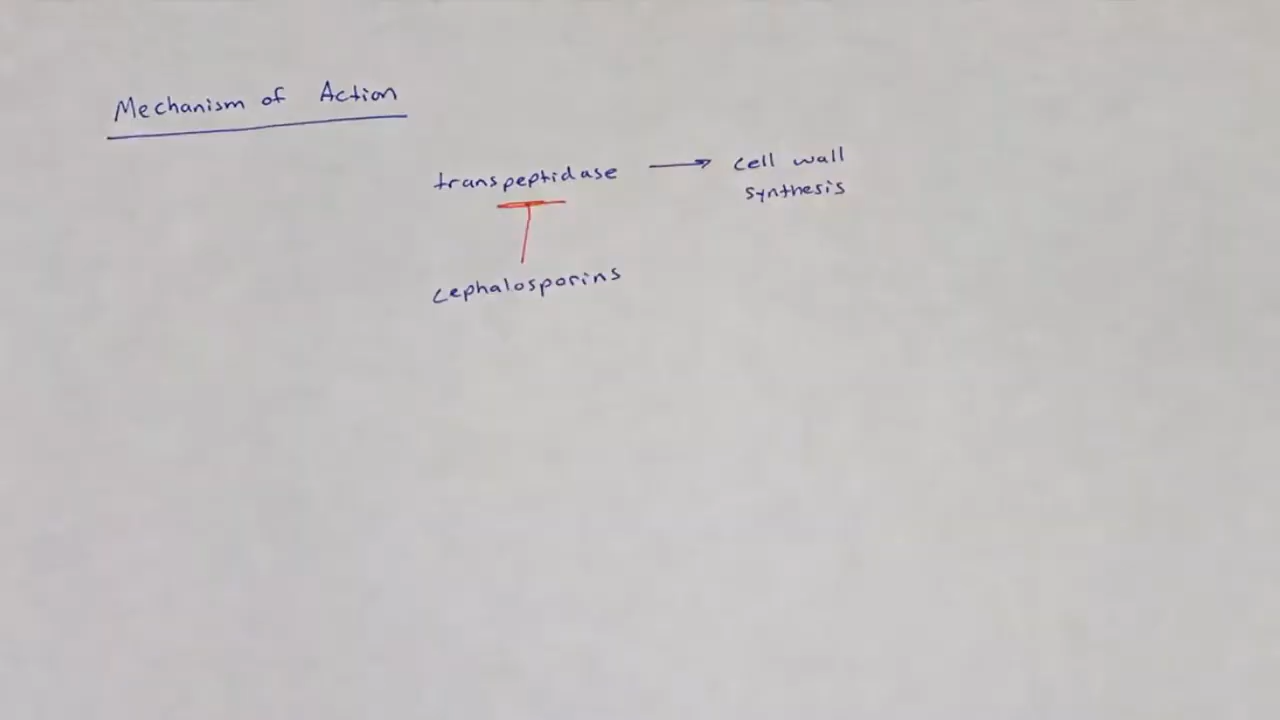 Mechanism of Action
transpeptidase → cell wall
synthesis
cephalosporins